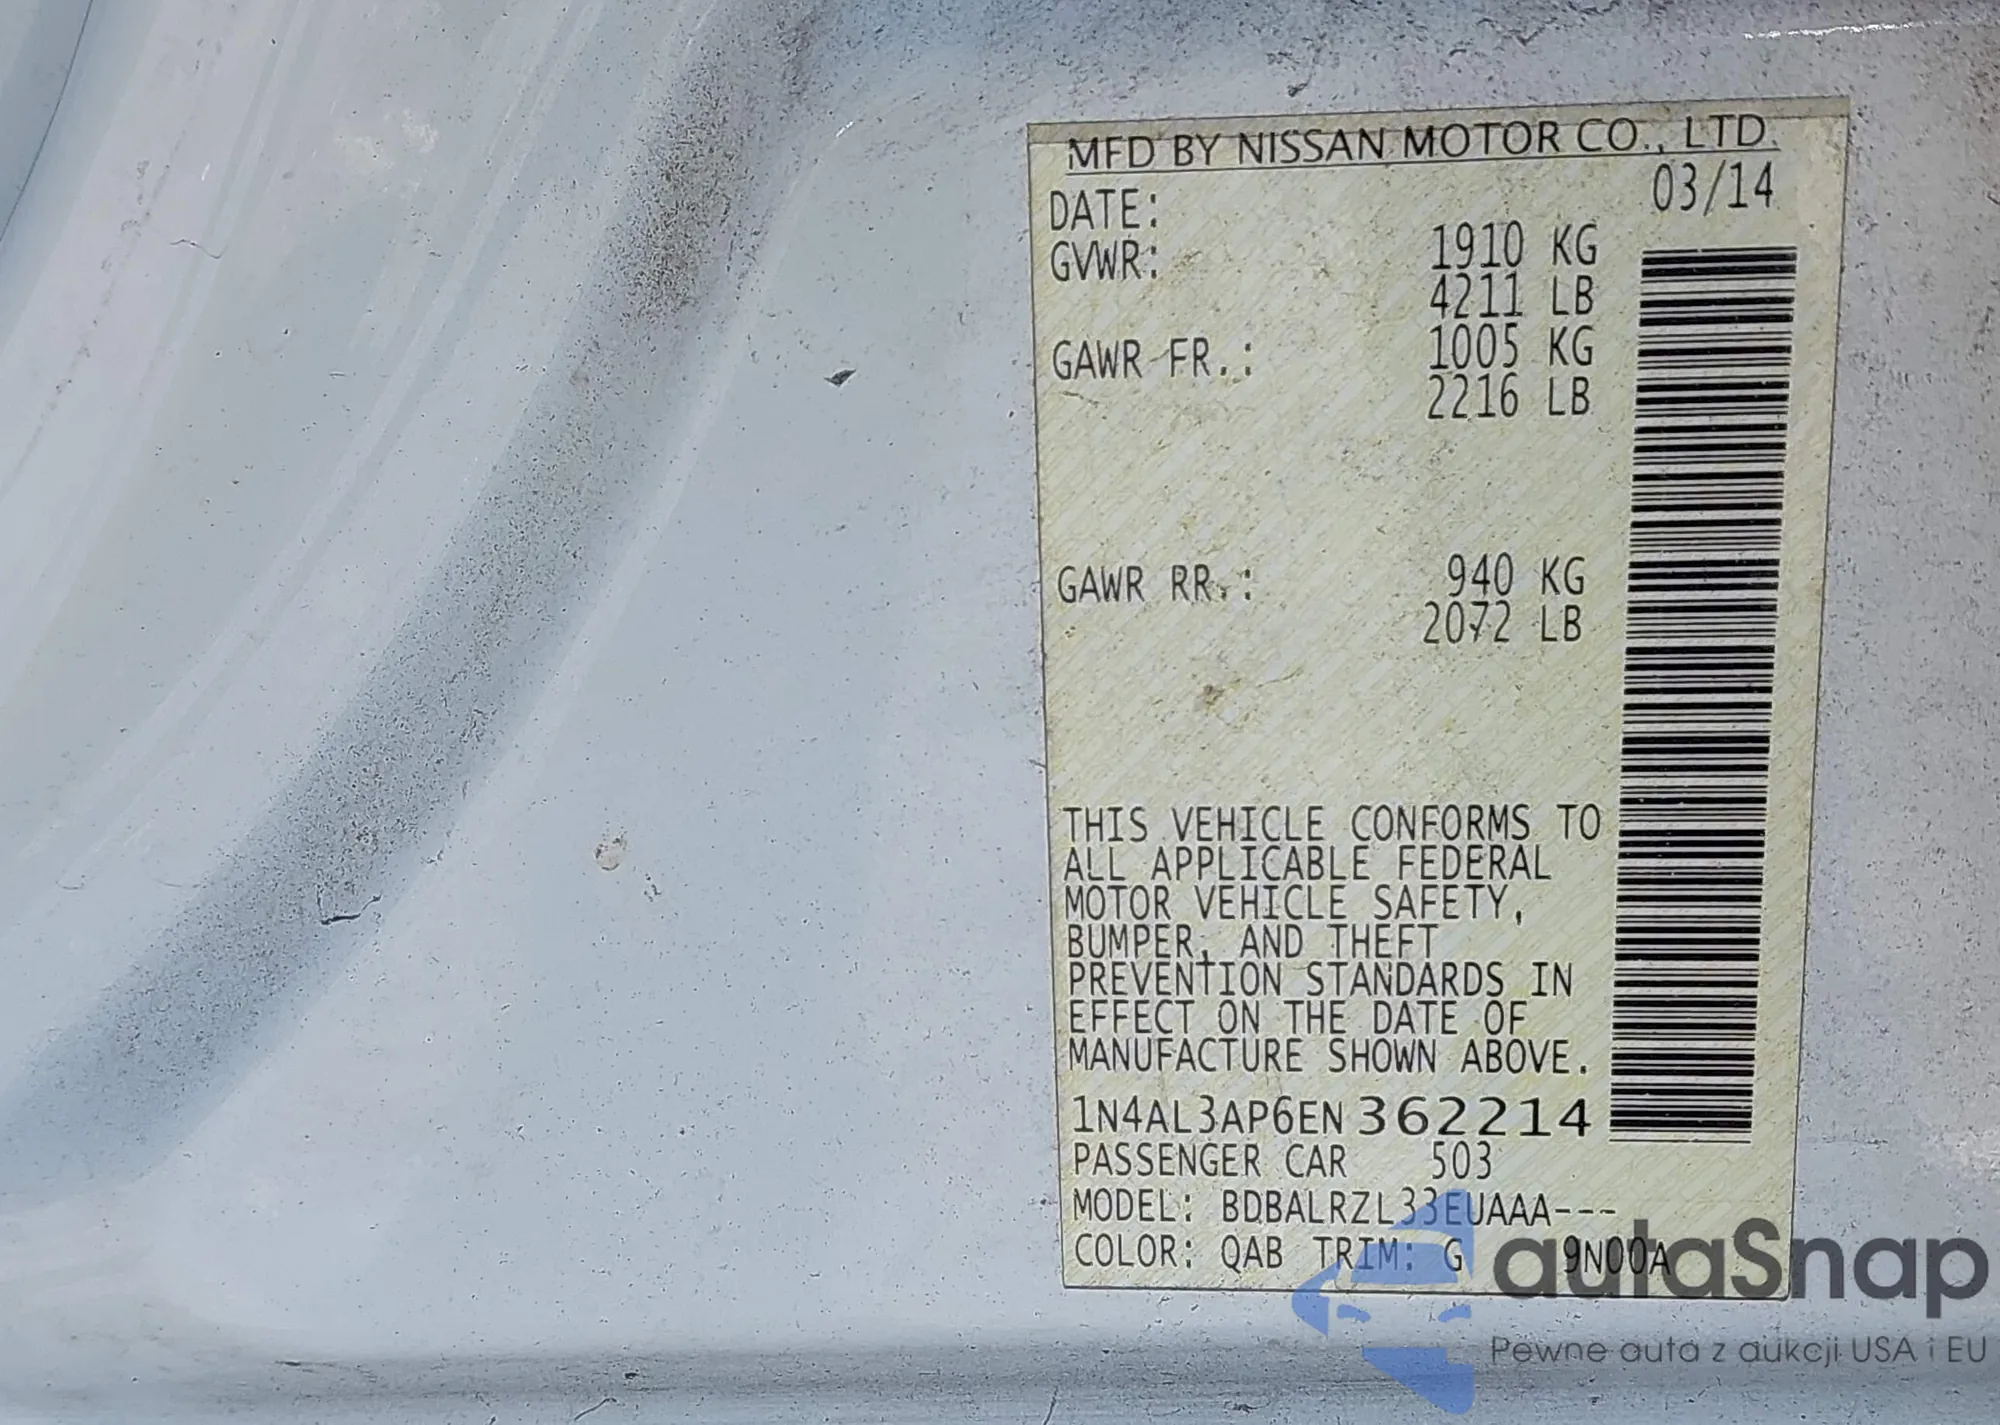 MFD BY NISSAN MOTOR CO., LTD.
DATE: 03/14
GVWR: 1910 KG
4211 LB
GAWR FR.: 1005 KG
2216 LB
GAWR RR.: 940 KG
2072 LB
THIS VEHICLE CONFORMS TO
ALL APPLICABLE FEDERAL
MOTOR VEHICLE SAFETY,
BUMPER, AND THEFT
PREVENTION STANDARDS IN
EFFECT ON THE DATE OF
MANUFACTURE SHOWN ABOVE.
1N4AL3AP6EN362214
PASSENGER CAR 503
MODEL: BDBALRZL33EUAAA---
COLOR: QAB TRIM: G 9N00A
autaSnap
Pewne auta z aukcji USA i EU